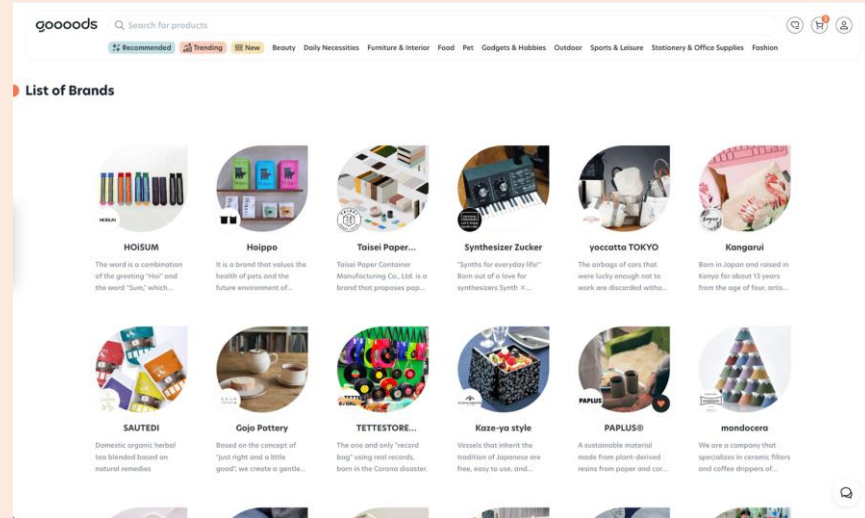 goooods
Search for products
Recommended Trending New Beauty Daily Necessities Furniture & Interior Food Pet Gadgets & Hobbies Outdoor Sports & Leisure Stationery & Office Supplies Fashion
List of Brands
HOiSUM
The word is a combination
of the greeting "Hoi" and
the word "Sum," which...
Hoippo
It is a brand that values the
health of pets and the
future environment of...
Taisei Paper...
Taisei Paper Container
Manufacturing Co., Ltd. is a
brand that proposes pap...
Synthesizer Zucker
"Synths for everyday life!"
Born out of a love for
synthesizers Synth ×...
yoccatta TOKYO
The airbags of cars that
were lucky enough not to
work are discarded witho...
Kangarui
Born in Japan and raised in
Kenya for about 13 years
from the age of four, artis...
SAUTEDI
Domestic organic herbal
tea blended based on
natural remedies
Gojo Pottery
Based on the concept of
"just right and a little
good", we create a gentle...
TETTESTORE...
The one and only "record
bag" using real records,
born in the Corona disaster.
Kaze-ya style
Vessels that inherit the
tradition of Japanese are
free, easy to use, and...
PAPLUS
PAPLUS®
A sustainable material
made from plant-derived
resins from paper and cor...
mondocera
We are a company that
specializes in ceramic filters
and coffee drippers of...